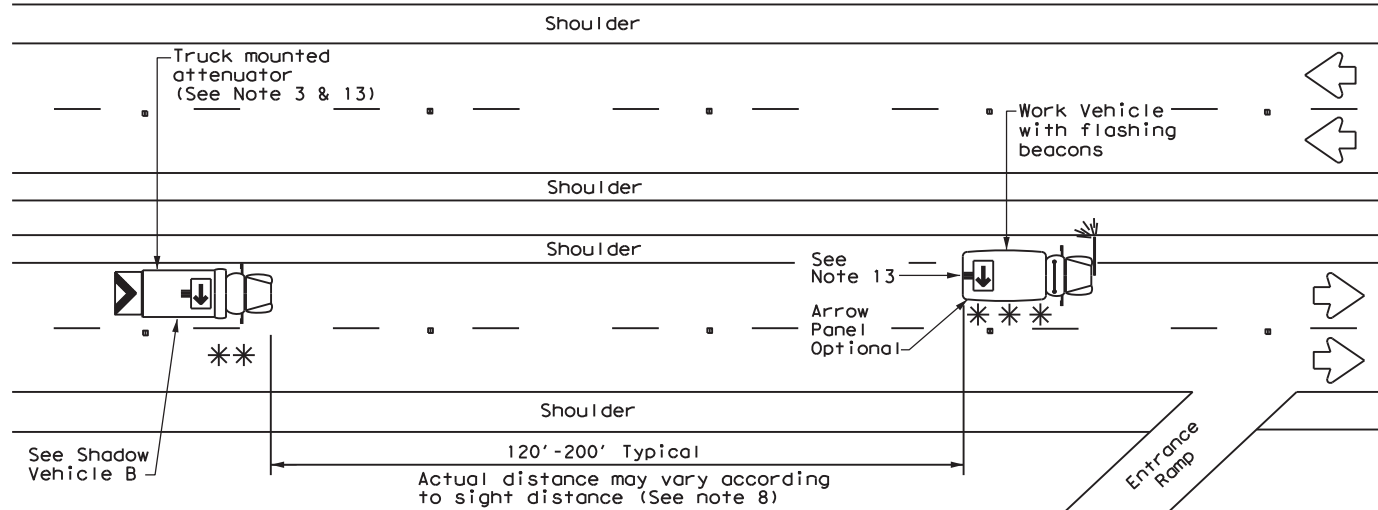 Shoulder
Truck mounted
attenuator
(See Note 3 & 13)
Work Vehicle
with flashing
beacons
Shoulder
Shoulder
See
Note 13
Arrow
Panel
Optional
Shoulder
See Shadow
Vehicle B
120'-200' Typical
Actual distance may vary according
to sight distance (See note 8)
Entrance
Ramp